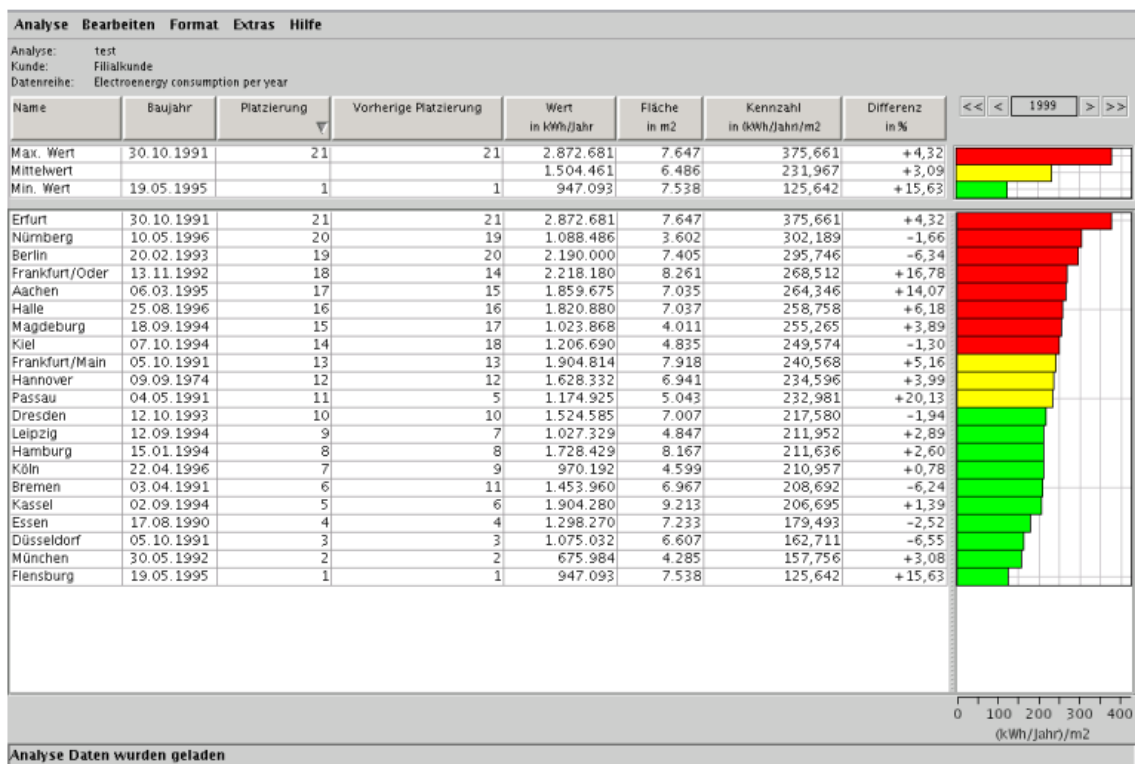 Analyse Bearbeiten Format Extras Hilfe
Analyse: test
Kunde: Filialkunde
Datenreihe: Electroenergy consumption per year
Name Baujahr Platzierung Vorherige Platzierung Wert Fläche Kennzahl Differenz << < 1999 > >>
in kWh/Jahr in m2 in (kWh/Jahr)/m2 in %
Max. Wert 30.10.1991 21 21 2.872.681 7.647 375,661 +4,32
Mittelwert 1.504.461 6.486 231,967 +3,09
Min. Wert 19.05.1995 1 1 947.093 7.538 125,642 +15,63
Erfurt 30.10.1991 21 21 2.872.681 7.647 375,661 +4,32
Nürnberg 10.05.1996 20 19 1.088.486 3.602 302,189 -1,66
Berlin 20.02.1993 19 20 2.190.000 7.405 295,746 -6,34
Frankfurt/Oder 13.11.1992 18 14 2.218.180 8.261 268,512 +16,78
Aachen 06.03.1995 17 15 1.859.675 7.035 264,346 +14,07
Halle 25.08.1996 16 16 1.820.880 7.037 258,758 +6,18
Magdeburg 18.09.1994 15 17 1.023.868 4.011 255,265 +3,89
Kiel 07.10.1994 14 18 1.206.690 4.835 249,574 -1,30
Frankfurt/Main 05.10.1991 13 13 1.904.814 7.918 240,568 +5,16
Hannover 09.09.1974 12 12 1.628.332 6.941 234,596 +3,99
Passau 04.05.1991 11 5 1.174.925 5.043 232,981 +20,13
Dresden 12.10.1993 10 10 1.524.585 7.007 217,580 -1,94
Leipzig 12.09.1994 9 7 1.027.329 4.847 211,952 +2,89
Hamburg 15.01.1994 8 8 1.728.429 8.167 211,636 +2,60
Köln 22.04.1996 7 9 970.192 4.599 210,957 +0,78
Bremen 03.04.1991 6 11 1.453.960 6.967 208,692 -6,24
Kassel 02.09.1994 5 6 1.904.280 9.213 206,695 +1,39
Essen 17.08.1990 4 4 1.298.270 7.233 179,493 -2,52
Düsseldorf 05.10.1991 3 3 1.075.032 6.607 162,711 -6,55
München 30.05.1992 2 2 675.984 4.285 157,756 +3,08
Flensburg 19.05.1995 1 1 947.093 7.538 125,642 +15,63
0 100 200 300 400
(kWh/Jahr)/m2
Analyse Daten wurden geladen